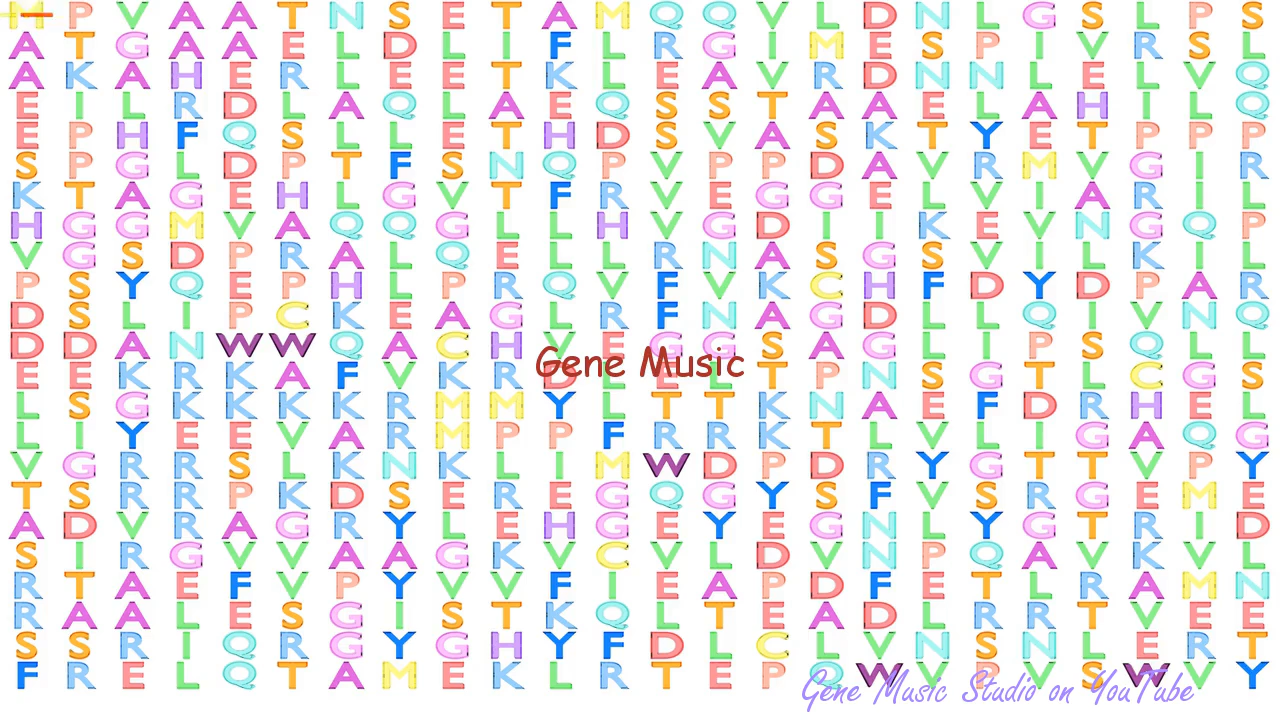 M P V A A T N S E T A M Q Q V L D N L G S L P S
A T G A A E L D L I F L R G V M E S P I V R S L
A K A H E R L E E T K L E A V R D N N L E L V Q
E I L R D L A Q L A E Q S S T A A E L A H I L Q
E P H F Q S L L E T H D S V A S K T Y E T P P P
S P G L D P T F S N Q P V P P D A V R M V G I R
K T A G E H L G V T F R V E G G E L V I A R I L
H G G M V A Q Q G L L H V G D I I K E V N G Q P
V G S D P R A L Q E L L R N A S G S V I L K I L
P S Y Q E P H L P R Q V F V K C H F D Y D P A R
D S L I P C K E A G L R F N A G D L L Q I V N Q
D D A N W W Q A C H V E G G S A G L I P S Q L L
Gene Music
E E K R K A F V K R D L E L T P N S G T L C G S
L S G K K K K R M M Y L T T K N A E F D R H E L
L I Y E E V A R M P P F R R K T L V L I G A Q G
V G R R S L K N K L I M W D P D R Y G T T V P Y
T S R R P K D S E R E G Q G Y S F V S R G E M E
A D V R A G R Y L E H G E Y E G N L Y G T R I D
S I R G V V A A G K V C V L D V N P Q A V K V L
R T A E F V P Y V V F I E A P D F E T L R A M N
R A A L E S G I S T K Q L T E A D L R R T V E E
S S R I Q R G Y G H Y F D L C L V N S N L E R T
F R E L Q T A M E K L R T E P Q W V P V S W V Y
Gene Music Studio on YouTube